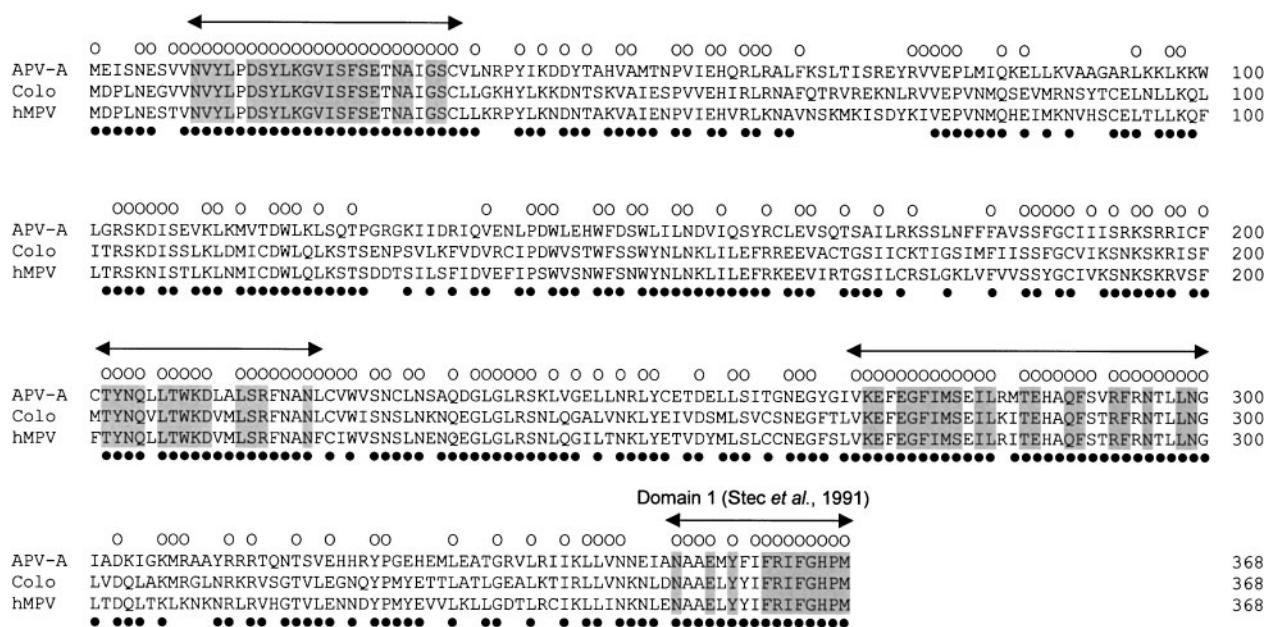 APV-A MEISNESVVNVYLPDSYLKGVISFSETNAIGSCVLNRPYIKDDYTAHVAMTNPVIEHQRLRALFKSLTISREYRVVEPLMIQKELLKVAAGARLKKLKKW 100
Colo MDPLNEGVVNVYLPDSYLKGVISFSETNAIGSCLLGKHYLKKDNTSKVAIESPVVEHIRLRNAFQTRVREKNLRVVEPVNMQSEVMRNSYTCELNLLKQL 100
hMPV MDPLNESTVNVYLPDSYLKGVISFSETNAIGSCLLKRPYLKNDNTAKVAIENPVIEHVRLKNAVNSKMKISDYKIVEPVNMQHEIMKNVHSCELTLLKQF 100
APV-A LGRSKDISEVKLKMVTDWLKLSQTPGRGKIIDRIQVENLPDWLEHWFDSWLILNDVIQSYRCLEVSQTSAILRKSSLNFFFAVSSFGCIIISRKSRRICF 200
Colo ITRSKDISSLKLDMICDWLQLKSTSENPSVLKFVDVRCIPDWVSTWFSSWYNLNKLILEFRREEVACTGSIICKTIGSIMFIISSFGCVIKSNKSKRISF 200
hMPV LTRSKNISTLKLNMICDWLQLKSTSDDTSILSFIDVEFIPSWVSNWFSNWYNLNKLILEFRKEEVIRTGSILCRSLGKLVFVVSSYGCIVKSNKSKRVSF 200
APV-A CTYNQLLTWKDLALSRFNANLCVWVSNCLNSAQDGLGLRSKLVGELLNRLYCETDELLSITGNEGYGIVKEFEGFIMSEILRMTEHAQFSVRFRNTLLNG 300
Colo MTYNQVLTWKDVMLSRFNANLCVWISNSLNKNQEGLGLRSNLQGALVNKLYEIVDSMLSVCSNEGFTLVKEFEGFIMSEILKITEHAQFSTRFRNTLLNG 300
hMPV FTYNQLLTWKDVMLSRFNANFCIWVSNSLNENQEGLGLRSNLQGILTNKLYETVDYMLSLCCNEGFSLVKEFEGFIMSEILRITEHAQFSTRFRNTLLNG 300
Domain 1 (Stec et al., 1991)
APV-A IADKIGKMRAAYRRRTQNTSVEHHRYPGEHEMLEATGRVLRIIKLLVNNEIANAAEMYFIFRIFGHPM 368
Colo LVDQLAKMRGLNRKRVSGTVLEGNQYPMYETTLATLGEALKTIRLLVNKNLDNAAELYYIFRIFGHPM 368
hMPV LTDQLTKLKNKNRLRVHGTVLENNDYPMYEVVLKLLGDTLRCIKLLINKNLENAAELYYIFRIFGHPM 368